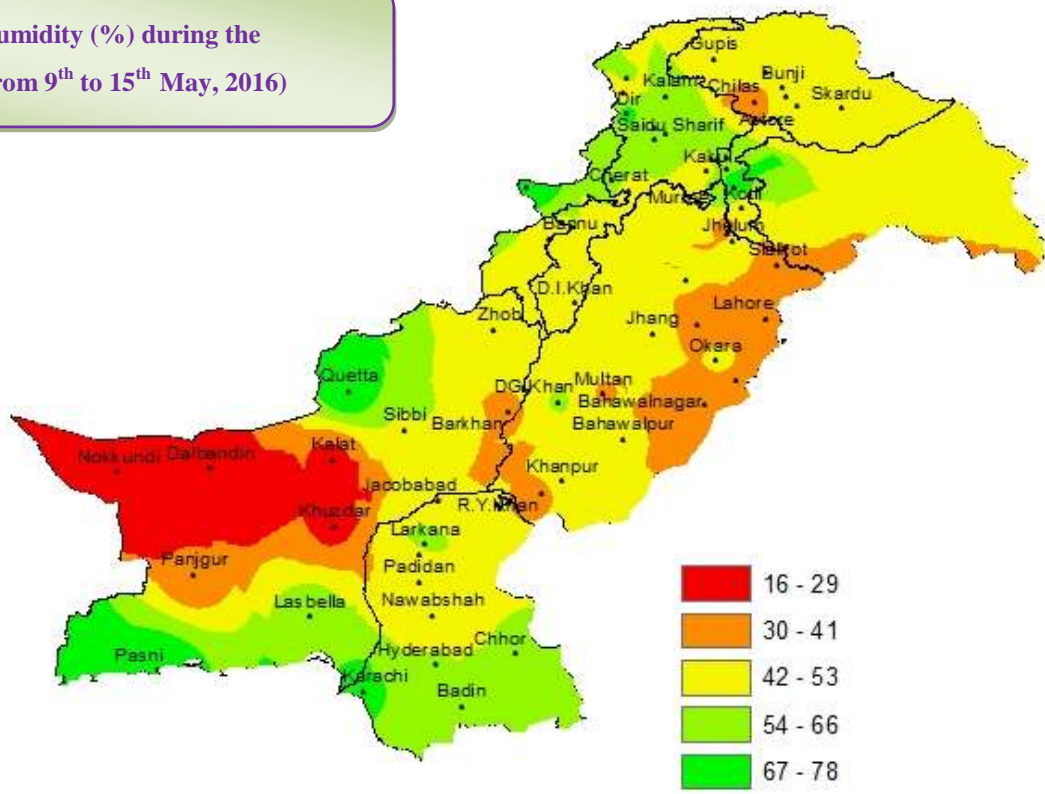 umidity (%) during the
rom 9th to 15th May, 2016)
Gupis
Bunji
Kalam
Chilas
Skardu
Dir
Astore
Saidu Sharif
Kakul
Cherat
Kotli
Bannu
Jhelum
Sialkot
D.I.Khan
Lahore
Zhob
Jhang
Okara
Quetta
DG Khan
Multan
Bahawalnagar
Sibbi
Barkhan
Bahawalpur
Kalat
Nokkundi
Dalbandin
Khanpur
Jacobabad
R.Y.Khan
Khuzdar
Larkana
Panjgur
Padidan
16 - 29
Lasbella
Nawabshah
30 - 41
Chhor
Hyderabad
Pasni
42 - 53
Karachi
Badin
54 - 66
67 - 78